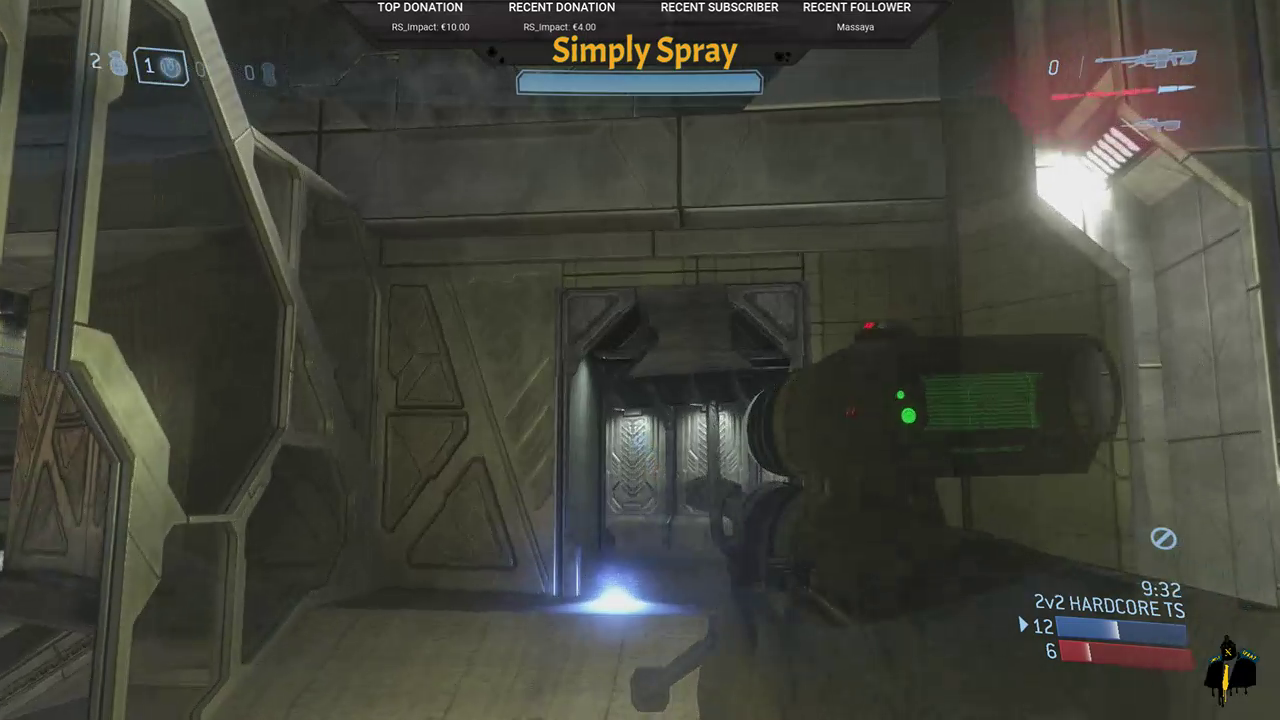 TOP DONATION RECENT DONATION RECENT SUBSCRIBER RECENT FOLLOWER
RS_Impact: €10.00 RS_Impact: €4.00 Massaya
Simply Spray
2 1 0 0
0
9:32
2v2 HARDCORE TS
12
6